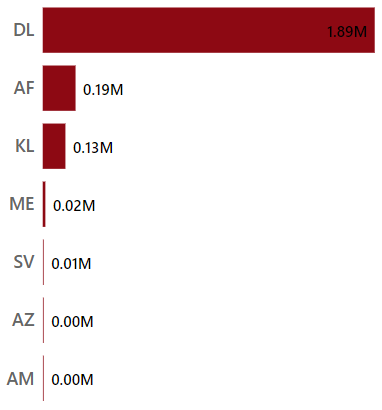 DL 1.89M
AF 0.19M
KL 0.13M
ME 0.02M
SV 0.01M
AZ 0.00M
AM 0.00M